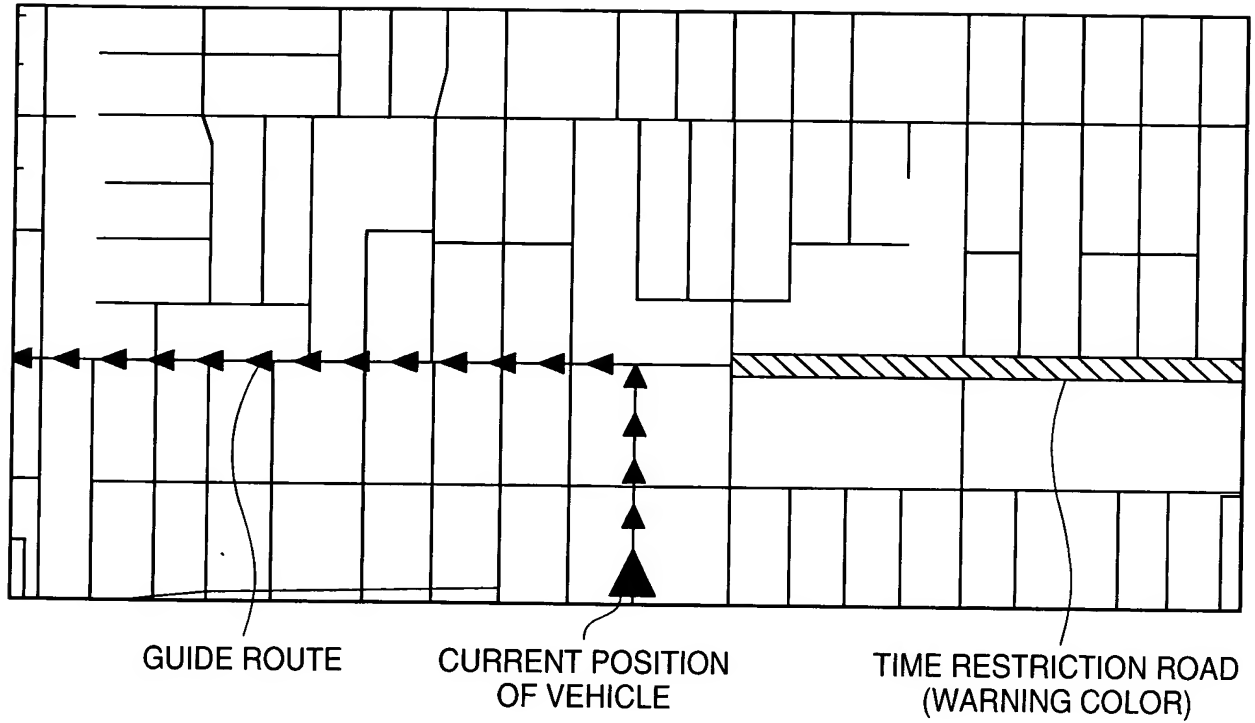 GUIDE ROUTE
CURRENT POSITION
OF VEHICLE
TIME RESTRICTION ROAD
(WARNING COLOR)